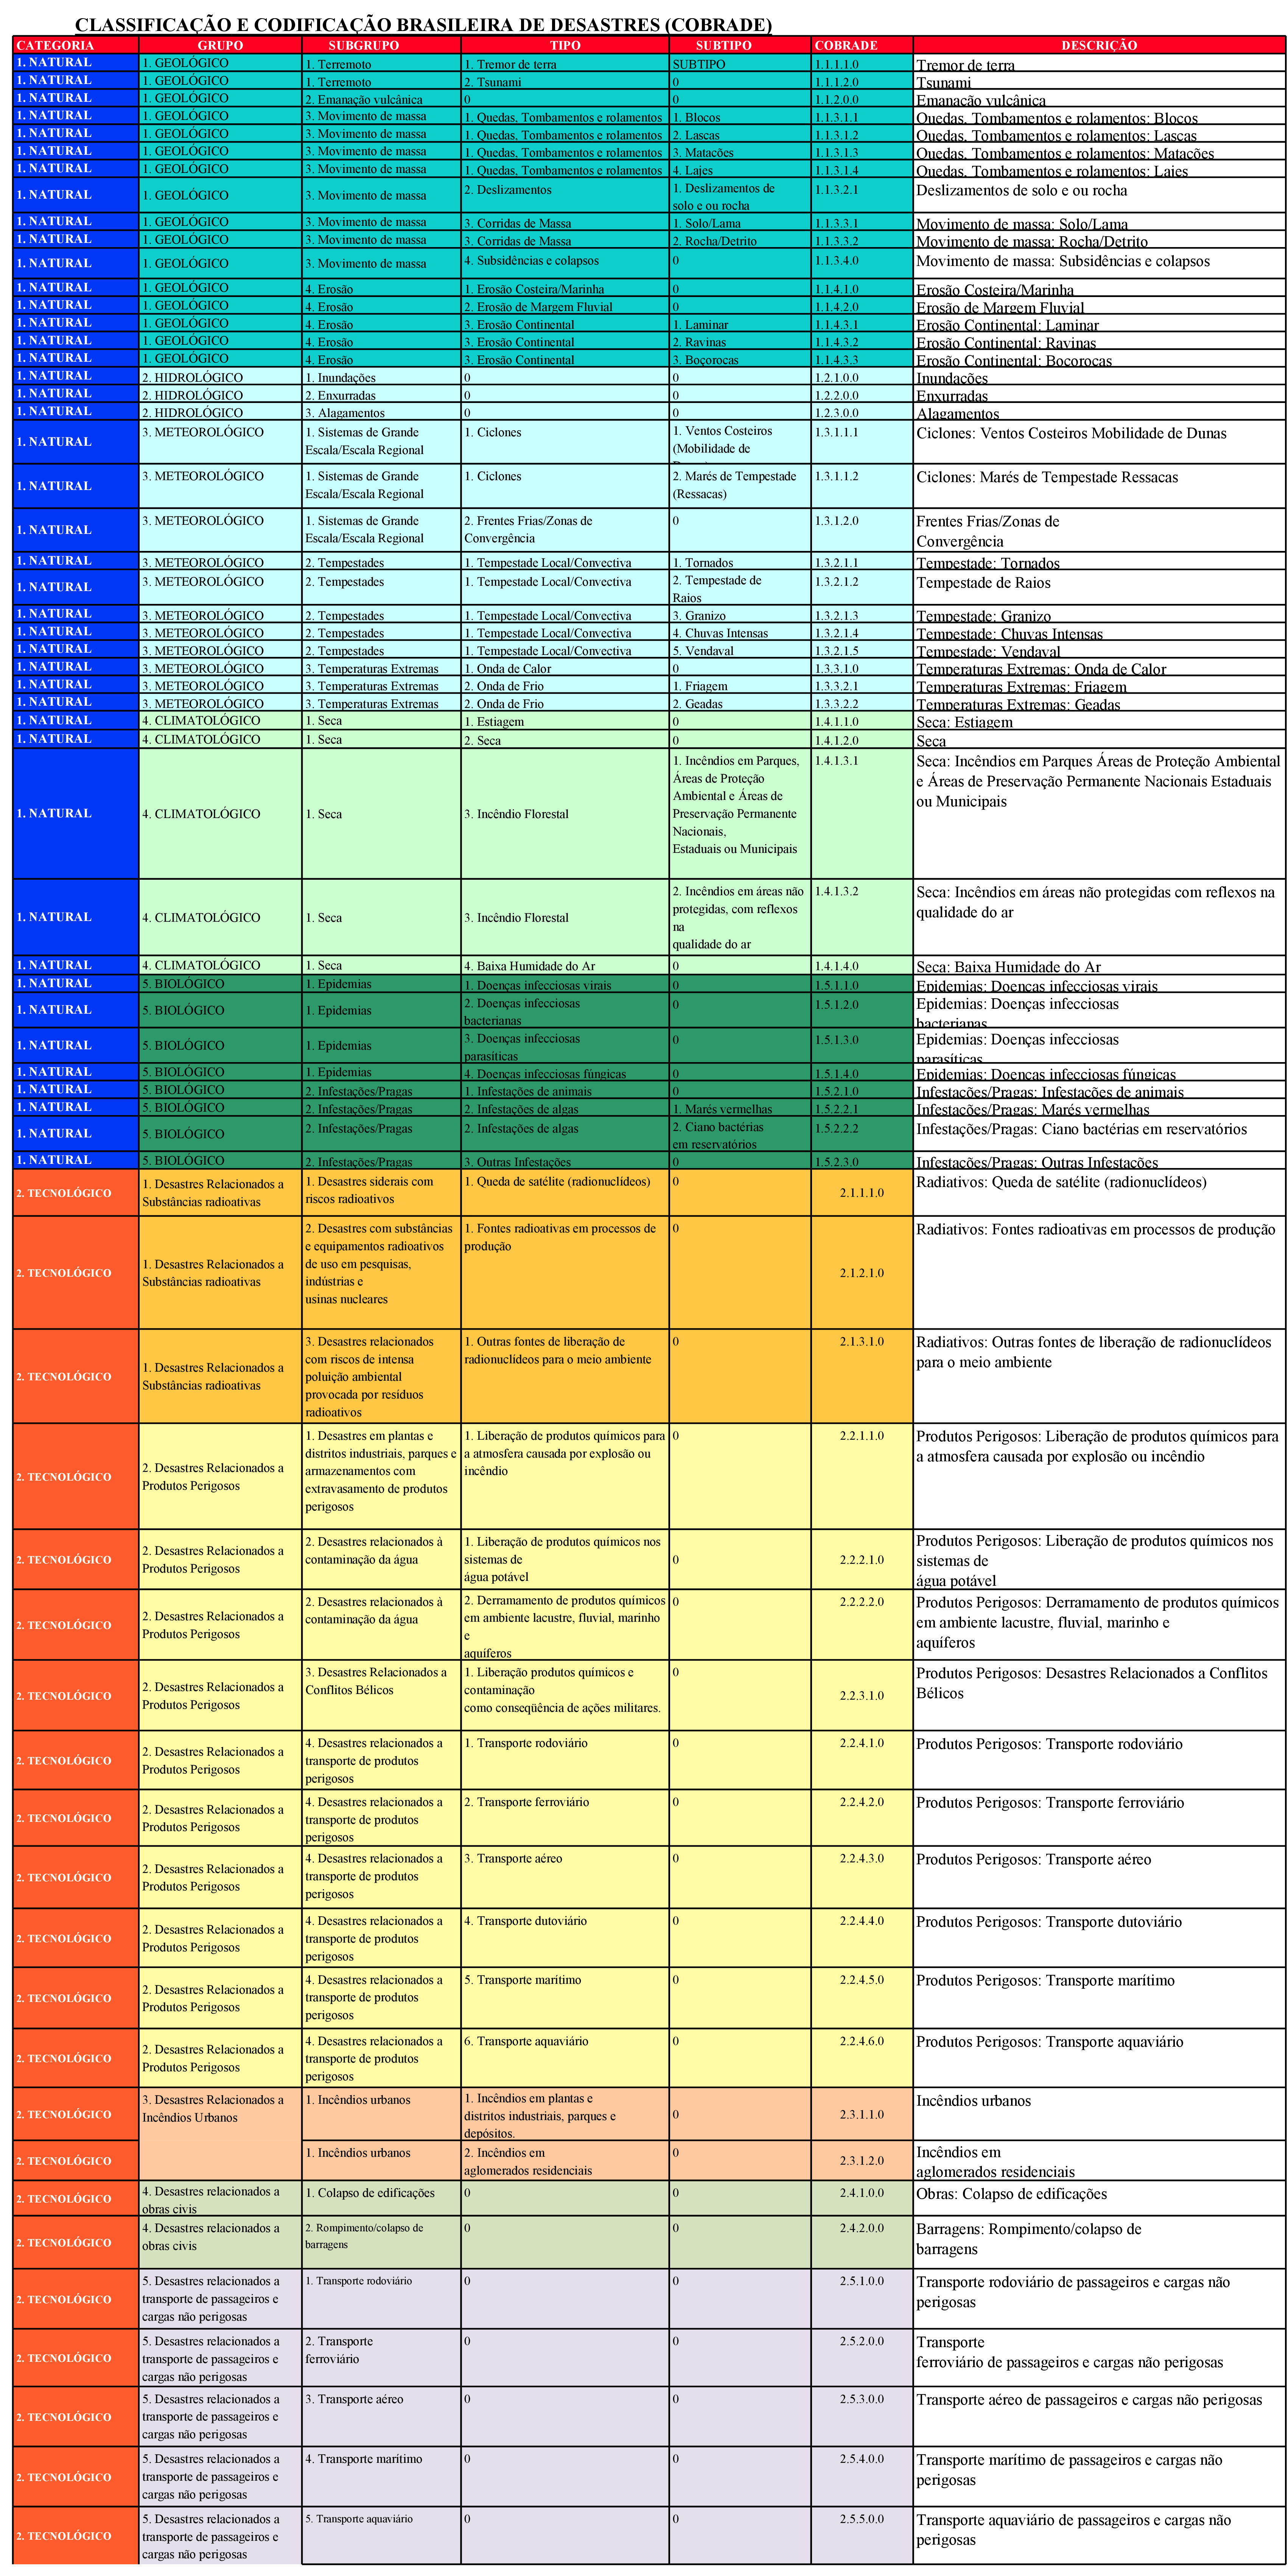 CLASSIFICAÇÃO E CODIFICAÇÃO BRASILEIRA DE DESASTRES (COBRADE)
CATEGORIA GRUPO SUBGRUPO TIPO SUBTIPO COBRADE DESCRIÇÃO
1. NATURAL 1. GEOLÓGICO 1. Terremoto 1. Tremor de terra SUBTIPO 1.1.1.1.0 Tremor de terra
1. NATURAL 1. GEOLÓGICO 1. Terremoto 2. Tsunami 0 1.1.1.2.0 Tsunami
1. NATURAL 1. GEOLÓGICO 2. Emanação vulcânica 0 0 1.1.2.0.0 Emanação vulcânica
1. NATURAL 1. GEOLÓGICO 3. Movimento de massa 1. Quedas, Tombamentos e rolamentos 1. Blocos 1.1.3.1.1 Quedas, Tombamentos e rolamentos: Blocos
1. NATURAL 1. GEOLÓGICO 3. Movimento de massa 1. Quedas, Tombamentos e rolamentos 2. Lascas 1.1.3.1.2 Quedas, Tombamentos e rolamentos: Lascas
1. NATURAL 1. GEOLÓGICO 3. Movimento de massa 1. Quedas, Tombamentos e rolamentos 3. Matacões 1.1.3.1.3 Quedas, Tombamentos e rolamentos: Matacões
1. NATURAL 1. GEOLÓGICO 3. Movimento de massa 1. Quedas, Tombamentos e rolamentos 4. Lajes 1.1.3.1.4 Quedas, Tombamentos e rolamentos: Lajes
1. NATURAL 1. GEOLÓGICO 3. Movimento de massa 2. Deslizamentos 1. Deslizamentos de
solo e ou rocha 1.1.3.2.1 Deslizamentos de solo e ou rocha
1. NATURAL 1. GEOLÓGICO 3. Movimento de massa 3. Corridas de Massa 1. Solo/Lama 1.1.3.3.1 Movimento de massa: Solo/Lama
1. NATURAL 1. GEOLÓGICO 3. Movimento de massa 3. Corridas de Massa 2. Rocha/Detrito 1.1.3.3.2 Movimento de massa: Rocha/Detrito
1. NATURAL 1. GEOLÓGICO 3. Movimento de massa 4. Subsidências e colapsos 0 1.1.3.4.0 Movimento de massa: Subsidências e colapsos
1. NATURAL 1. GEOLÓGICO 4. Erosão 1. Erosão Costeira/Marinha 0 1.1.4.1.0 Erosão Costeira/Marinha
1. NATURAL 1. GEOLÓGICO 4. Erosão 2. Erosão de Margem Fluvial 0 1.1.4.2.0 Erosão de Margem Fluvial
1. NATURAL 1. GEOLÓGICO 4. Erosão 3. Erosão Continental 1. Laminar 1.1.4.3.1 Erosão Continental: Laminar
1. NATURAL 1. GEOLÓGICO 4. Erosão 3. Erosão Continental 2. Ravinas 1.1.4.3.2 Erosão Continental: Ravinas
1. NATURAL 1. GEOLÓGICO 4. Erosão 3. Erosão Continental 3. Boçorocas 1.1.4.3.3 Erosão Continental: Boçorocas
1. NATURAL 2. HIDROLÓGICO 1. Inundações 0 0 1.2.1.0.0 Inundações
1. NATURAL 2. HIDROLÓGICO 2. Enxurradas 0 0 1.2.2.0.0 Enxurradas
1. NATURAL 2. HIDROLÓGICO 3. Alagamentos 0 0 1.2.3.0.0 Alagamentos
1. NATURAL 3. METEOROLÓGICO 1. Sistemas de Grande
Escala/Escala Regional 1. Ciclones 1. Ventos Costeiros
(Mobilidade de 1.3.1.1.1 Ciclones: Ventos Costeiros Mobilidade de Dunas
1. NATURAL 3. METEOROLÓGICO 1. Sistemas de Grande
Escala/Escala Regional 1. Ciclones 2. Marés de Tempestade
(Ressacas) 1.3.1.1.2 Ciclones: Marés de Tempestade Ressacas
1. NATURAL 3. METEOROLÓGICO 1. Sistemas de Grande
Escala/Escala Regional 2. Frentes Frias/Zonas de
Convergência 0 1.3.1.2.0 Frentes Frias/Zonas de
Convergência
1. NATURAL 3. METEOROLÓGICO 2. Tempestades 1. Tempestade Local/Convectiva 1. Tornados 1.3.2.1.1 Tempestade: Tornados
1. NATURAL 3. METEOROLÓGICO 2. Tempestades 1. Tempestade Local/Convectiva 2. Tempestade de
Raios 1.3.2.1.2 Tempestade de Raios
1. NATURAL 3. METEOROLÓGICO 2. Tempestades 1. Tempestade Local/Convectiva 3. Granizo 1.3.2.1.3 Tempestade: Granizo
1. NATURAL 3. METEOROLÓGICO 2. Tempestades 1. Tempestade Local/Convectiva 4. Chuvas Intensas 1.3.2.1.4 Tempestade: Chuvas Intensas
1. NATURAL 3. METEOROLÓGICO 2. Tempestades 1. Tempestade Local/Convectiva 5. Vendaval 1.3.2.1.5 Tempestade: Vendaval
1. NATURAL 3. METEOROLÓGICO 3. Temperaturas Extremas 1. Onda de Calor 0 1.3.3.1.0 Temperaturas Extremas: Onda de Calor
1. NATURAL 3. METEOROLÓGICO 3. Temperaturas Extremas 2. Onda de Frio 1. Friagem 1.3.3.2.1 Temperaturas Extremas: Friagem
1. NATURAL 3. METEOROLÓGICO 3. Temperaturas Extremas 2. Onda de Frio 2. Geadas 1.3.3.2.2 Temperaturas Extremas: Geadas
1. NATURAL 4. CLIMATOLÓGICO 1. Seca 1. Estiagem 0 1.4.1.1.0 Seca: Estiagem
1. NATURAL 4. CLIMATOLÓGICO 1. Seca 2. Seca 0 1.4.1.2.0 Seca
1. NATURAL 4. CLIMATOLÓGICO 1. Seca 3. Incêndio Florestal 1. Incêndios em Parques,
Áreas de Proteção
Ambiental e Áreas de
Preservação Permanente
Nacionais,
Estaduais ou Municipais 1.4.1.3.1 Seca: Incêndios em Parques Áreas de Proteção Ambiental
e Áreas de Preservação Permanente Nacionais Estaduais
ou Municipais
1. NATURAL 4. CLIMATOLÓGICO 1. Seca 3. Incêndio Florestal 2. Incêndios em áreas não
protegidas, com reflexos
na
qualidade do ar 1.4.1.3.2 Seca: Incêndios em áreas não protegidas com reflexos na
qualidade do ar
1. NATURAL 4. CLIMATOLÓGICO 1. Seca 4. Baixa Humidade do Ar 0 1.4.1.4.0 Seca: Baixa Humidade do Ar
1. NATURAL 5. BIOLÓGICO 1. Epidemias 1. Doenças infecciosas virais 0 1.5.1.1.0 Epidemias: Doenças infecciosas virais
1. NATURAL 5. BIOLÓGICO 1. Epidemias 2. Doenças infecciosas
bacterianas 0 1.5.1.2.0 Epidemias: Doenças infecciosas
bacterianas
1. NATURAL 5. BIOLÓGICO 1. Epidemias 3. Doenças infecciosas
parasíticas 0 1.5.1.3.0 Epidemias: Doenças infecciosas
parasíticas
1. NATURAL 5. BIOLÓGICO 1. Epidemias 4. Doenças infecciosas fúngicas 0 1.5.1.4.0 Epidemias: Doenças infecciosas fúngicas
1. NATURAL 5. BIOLÓGICO 2. Infestações/Pragas 1. Infestações de animais 0 1.5.2.1.0 Infestações/Pragas: Infestações de animais
1. NATURAL 5. BIOLÓGICO 2. Infestações/Pragas 2. Infestações de algas 1. Marés vermelhas 1.5.2.2.1 Infestações/Pragas: Marés vermelhas
1. NATURAL 5. BIOLÓGICO 2. Infestações/Pragas 2. Infestações de algas 2. Ciano bactérias
em reservatórios 1.5.2.2.2 Infestações/Pragas: Ciano bactérias em reservatórios
1. NATURAL 5. BIOLÓGICO 2. Infestações/Pragas 3. Outras Infestações 0 1.5.2.3.0 Infestações/Pragas: Outras Infestações
2. TECNOLÓGICO 1. Desastres Relacionados a
Substâncias radioativas 1. Desastres siderais com
riscos radioativos 1. Queda de satélite (radionuclídeos) 0 2.1.1.1.0 Radiativos: Queda de satélite (radionuclídeos)
2. TECNOLÓGICO 1. Desastres Relacionados a
Substâncias radioativas 2. Desastres com substâncias
e equipamentos radioativos
de uso em pesquisas,
indústrias e
usinas nucleares 1. Fontes radioativas em processos de
produção 0 2.1.2.1.0 Radiativos: Fontes radioativas em processos de produção
2. TECNOLÓGICO 1. Desastres Relacionados a
Substâncias radioativas 3. Desastres relacionados
com riscos de intensa
poluição ambiental
provocada por resíduos
radioativos 1. Outras fontes de liberação de
radionuclídeos para o meio ambiente 0 2.1.3.1.0 Radiativos: Outras fontes de liberação de radionuclídeos
para o meio ambiente
2. TECNOLÓGICO 2. Desastres Relacionados a
Produtos Perigosos 1. Desastres em plantas e
distritos industriais, parques e
armazenamentos com
extravasamento de produtos
perigosos 1. Liberação de produtos químicos para
a atmosfera causada por explosão ou
incêndio 0 2.2.1.1.0 Produtos Perigosos: Liberação de produtos químicos para
a atmosfera causada por explosão ou incêndio
2. TECNOLÓGICO 2. Desastres Relacionados a
Produtos Perigosos 2. Desastres relacionados à
contaminação da água 1. Liberação de produtos químicos nos
sistemas de
água potável 0 2.2.2.1.0 Produtos Perigosos: Liberação de produtos químicos nos
sistemas de
água potável
2. TECNOLÓGICO 2. Desastres Relacionados a
Produtos Perigosos 2. Desastres relacionados à
contaminação da água 2. Derramamento de produtos químicos
em ambiente lacustre, fluvial, marinho
e
aquíferos 0 2.2.2.2.0 Produtos Perigosos: Derramamento de produtos químicos
em ambiente lacustre, fluvial, marinho e
aquíferos
2. TECNOLÓGICO 2. Desastres Relacionados a
Produtos Perigosos 3. Desastres Relacionados a
Conflitos Bélicos 1. Liberação produtos químicos e
contaminação
como conseqüência de ações militares. 0 2.2.3.1.0 Produtos Perigosos: Desastres Relacionados a Conflitos
Bélicos
2. TECNOLÓGICO 2. Desastres Relacionados a
Produtos Perigosos 4. Desastres relacionados a
transporte de produtos
perigosos 1. Transporte rodoviário 0 2.2.4.1.0 Produtos Perigosos: Transporte rodoviário
2. TECNOLÓGICO 2. Desastres Relacionados a
Produtos Perigosos 4. Desastres relacionados a
transporte de produtos
perigosos 2. Transporte ferroviário 0 2.2.4.2.0 Produtos Perigosos: Transporte ferroviário
2. TECNOLÓGICO 2. Desastres Relacionados a
Produtos Perigosos 4. Desastres relacionados a
transporte de produtos
perigosos 3. Transporte aéreo 0 2.2.4.3.0 Produtos Perigosos: Transporte aéreo
2. TECNOLÓGICO 2. Desastres Relacionados a
Produtos Perigosos 4. Desastres relacionados a
transporte de produtos
perigosos 4. Transporte dutoviário 0 2.2.4.4.0 Produtos Perigosos: Transporte dutoviário
2. TECNOLÓGICO 2. Desastres Relacionados a
Produtos Perigosos 4. Desastres relacionados a
transporte de produtos
perigosos 5. Transporte marítimo 0 2.2.4.5.0 Produtos Perigosos: Transporte marítimo
2. TECNOLÓGICO 2. Desastres Relacionados a
Produtos Perigosos 4. Desastres relacionados a
transporte de produtos
perigosos 6. Transporte aquaviário 0 2.2.4.6.0 Produtos Perigosos: Transporte aquaviário
2. TECNOLÓGICO 3. Desastres Relacionados a
Incêndios Urbanos 1. Incêndios urbanos 1. Incêndios em plantas e
distritos industriais, parques e
depósitos. 0 2.3.1.1.0 Incêndios urbanos
2. TECNOLÓGICO 1. Incêndios urbanos 2. Incêndios em
aglomerados residenciais 0 2.3.1.2.0 Incêndios em
aglomerados residenciais
2. TECNOLÓGICO 4. Desastres relacionados a
obras civis 1. Colapso de edificações 0 0 2.4.1.0.0 Obras: Colapso de edificações
2. TECNOLÓGICO 4. Desastres relacionados a
obras civis 2. Rompimento/colapso de
barragens 0 0 2.4.2.0.0 Barragens: Rompimento/colapso de
barragens
2. TECNOLÓGICO 5. Desastres relacionados a
transporte de passageiros e
cargas não perigosas 1. Transporte rodoviário 0 0 2.5.1.0.0 Transporte rodoviário de passageiros e cargas não
perigosas
2. TECNOLÓGICO 5. Desastres relacionados a
transporte de passageiros e
cargas não perigosas 2. Transporte
ferroviário 0 0 2.5.2.0.0 Transporte
ferroviário de passageiros e cargas não perigosas
2. TECNOLÓGICO 5. Desastres relacionados a
transporte de passageiros e
cargas não perigosas 3. Transporte aéreo 0 0 2.5.3.0.0 Transporte aéreo de passageiros e cargas não perigosas
2. TECNOLÓGICO 5. Desastres relacionados a
transporte de passageiros e
cargas não perigosas 4. Transporte marítimo 0 0 2.5.4.0.0 Transporte marítimo de passageiros e cargas não
perigosas
2. TECNOLÓGICO 5. Desastres relacionados a
transporte de passageiros e
cargas não perigosas 5. Transporte aquaviário 0 0 2.5.5.0.0 Transporte aquaviário de passageiros e cargas não
perigosas